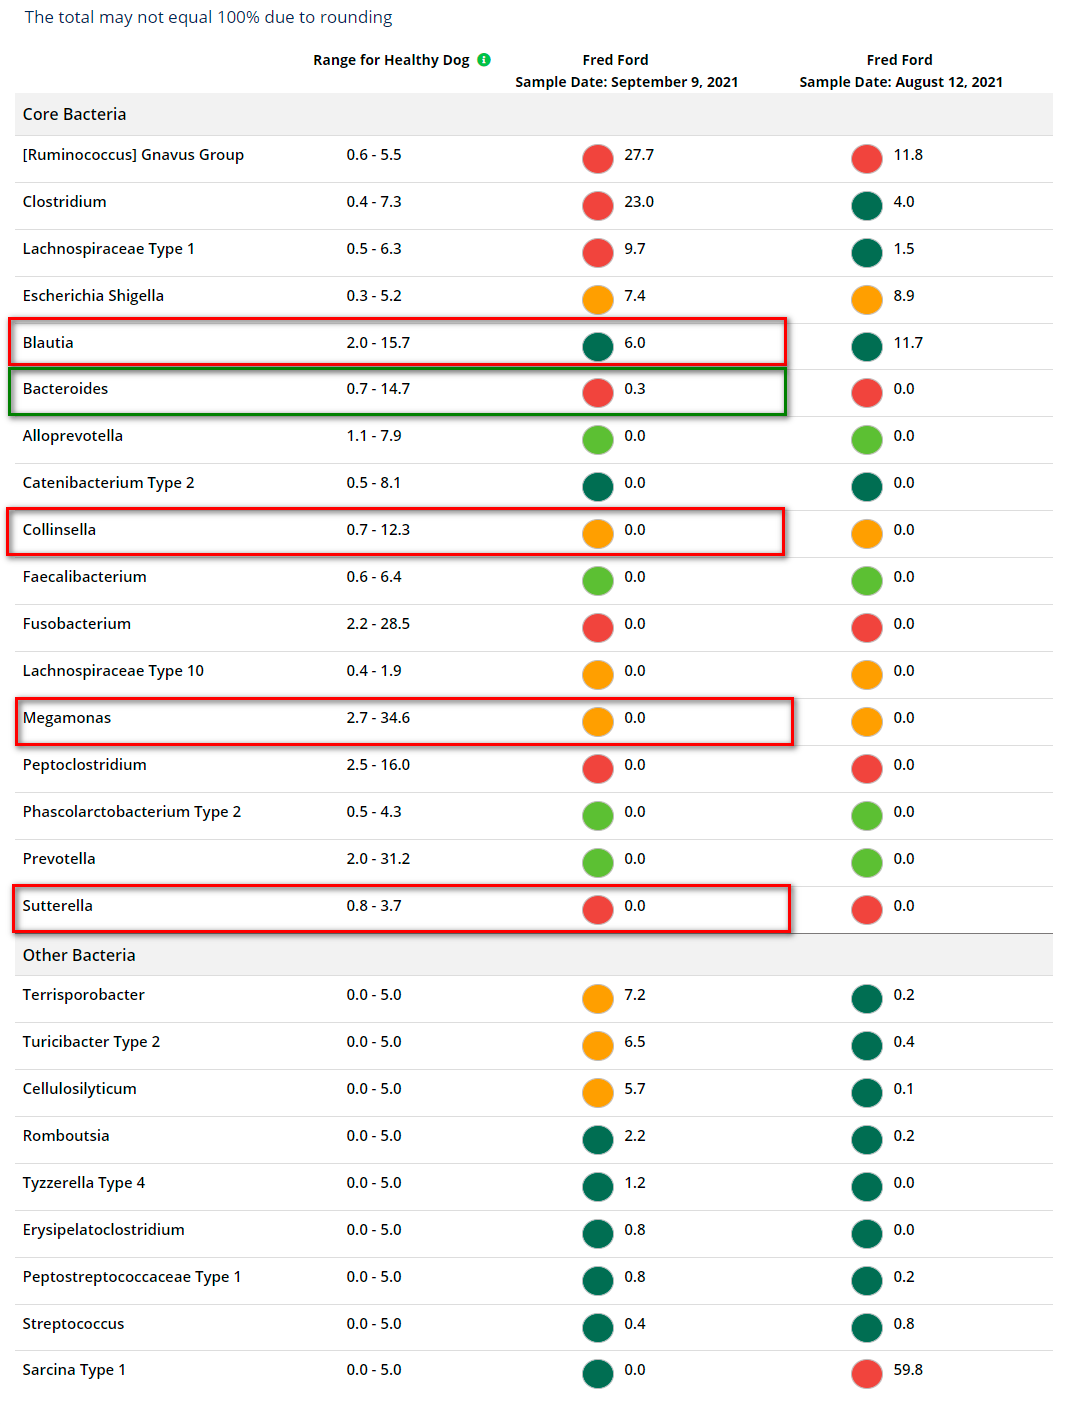 The total may not equal 100% due to rounding
Range for Healthy Dog Fred Ford Fred Ford
Sample Date: September 9, 2021 Sample Date: August 12, 2021
Core Bacteria
[Ruminococcus] Gnavus Group 0.6 - 5.5 27.7 11.8
Clostridium 0.4 - 7.3 23.0 4.0
Lachnospiraceae Type 1 0.5 - 6.3 9.7 1.5
Escherichia Shigella 0.3 - 5.2 7.4 8.9
Blautia 2.0 - 15.7 6.0 11.7
Bacteroides 0.7 - 14.7 0.3 0.0
Alloprevotella 1.1 - 7.9 0.0 0.0
Catenibacterium Type 2 0.5 - 8.1 0.0 0.0
Collinsella 0.7 - 12.3 0.0 0.0
Faecalibacterium 0.6 - 6.4 0.0 0.0
Fusobacterium 2.2 - 28.5 0.0 0.0
Lachnospiraceae Type 10 0.4 - 1.9 0.0 0.0
Megamonas 2.7 - 34.6 0.0 0.0
Peptoclostridium 2.5 - 16.0 0.0 0.0
Phascolarctobacterium Type 2 0.5 - 4.3 0.0 0.0
Prevotella 2.0 - 31.2 0.0 0.0
Sutterella 0.8 - 3.7 0.0 0.0
Other Bacteria
Terrisporobacter 0.0 - 5.0 7.2 0.2
Turicibacter Type 2 0.0 - 5.0 6.5 0.4
Cellulosilyticum 0.0 - 5.0 5.7 0.1
Romboutsia 0.0 - 5.0 2.2 0.2
Tyzzerella Type 4 0.0 - 5.0 1.2 0.0
Erysipelatoclostridium 0.0 - 5.0 0.8 0.0
Peptostreptococcaceae Type 1 0.0 - 5.0 0.8 0.2
Streptococcus 0.0 - 5.0 0.4 0.8
Sarcina Type 1 0.0 - 5.0 0.0 59.8